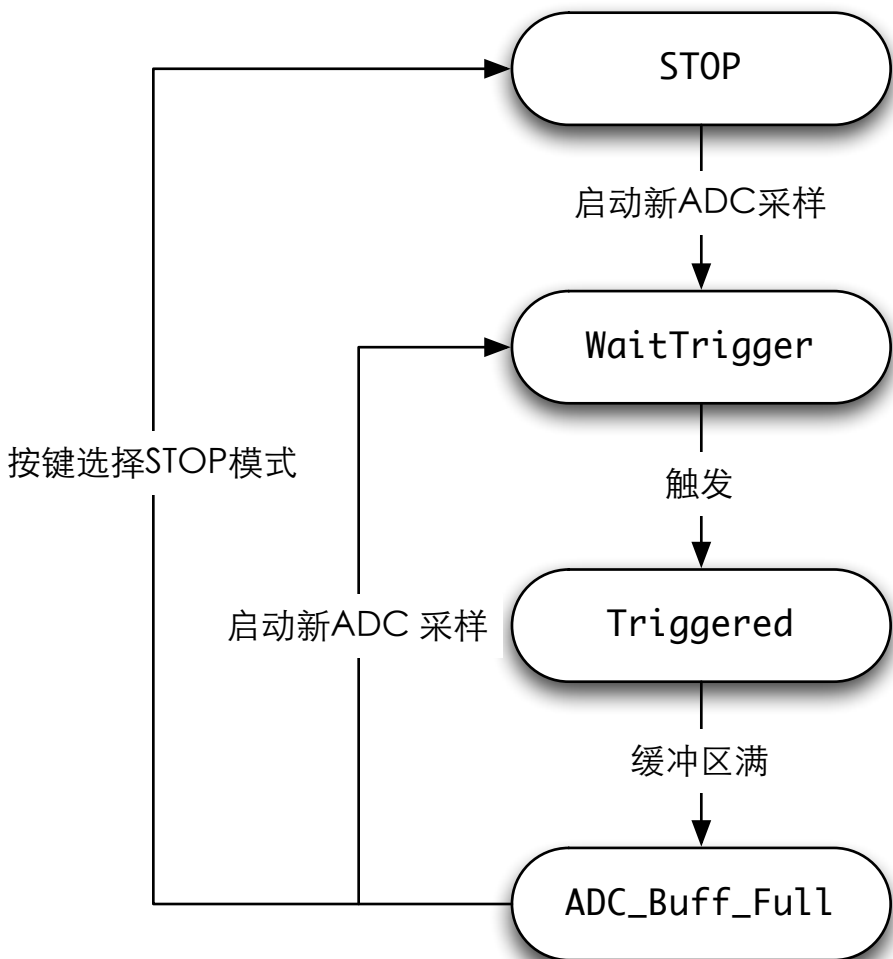 STOP
启动新ADC采样
WaitTrigger
按键选择STOP模式
触发
启动新ADC 采样
Triggered
缓冲区满
ADC_Buff_Full